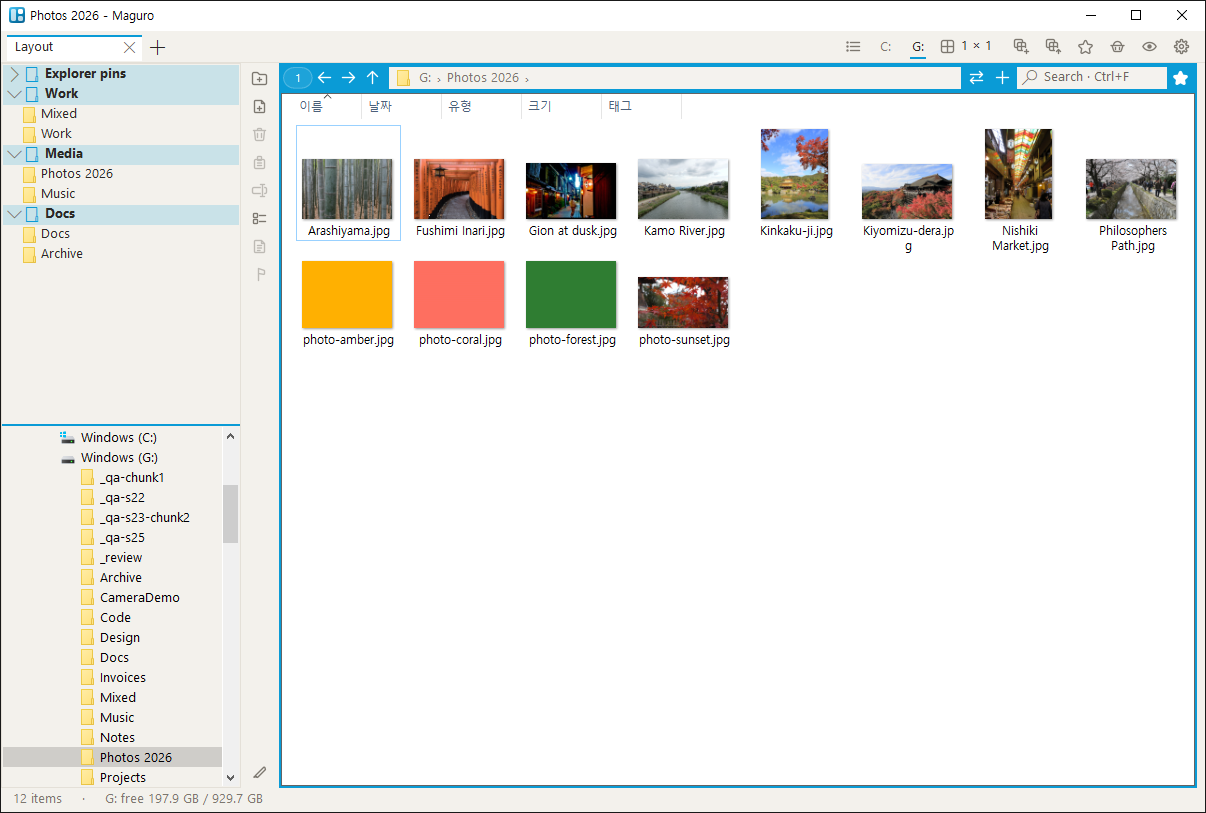 Photos 2026 - Maguro
Layout
C:
G:
1 × 1
Explorer pins
Work
Mixed
Work
Media
Photos 2026
Music
Docs
Docs
Archive
1
G: › Photos 2026 ›
Search · Ctrl+F
이름 날짜 유형 크기 태그
Arashiyama.jpg
Fushimi Inari.jpg
Gion at dusk.jpg
Kamo River.jpg
Kinkaku-ji.jpg
Kiyomizu-dera.jp
g
Nishiki
Market.jpg
Philosophers
Path.jpg
photo-amber.jpg
photo-coral.jpg
photo-forest.jpg
photo-sunset.jpg
Windows (C:)
Windows (G:)
_qa-chunk1
_qa-s22
_qa-s23-chunk2
_qa-s25
_review
Archive
CameraDemo
Code
Design
Docs
Invoices
Mixed
Music
Notes
Photos 2026
Projects
12 items · G: free 197.9 GB / 929.7 GB